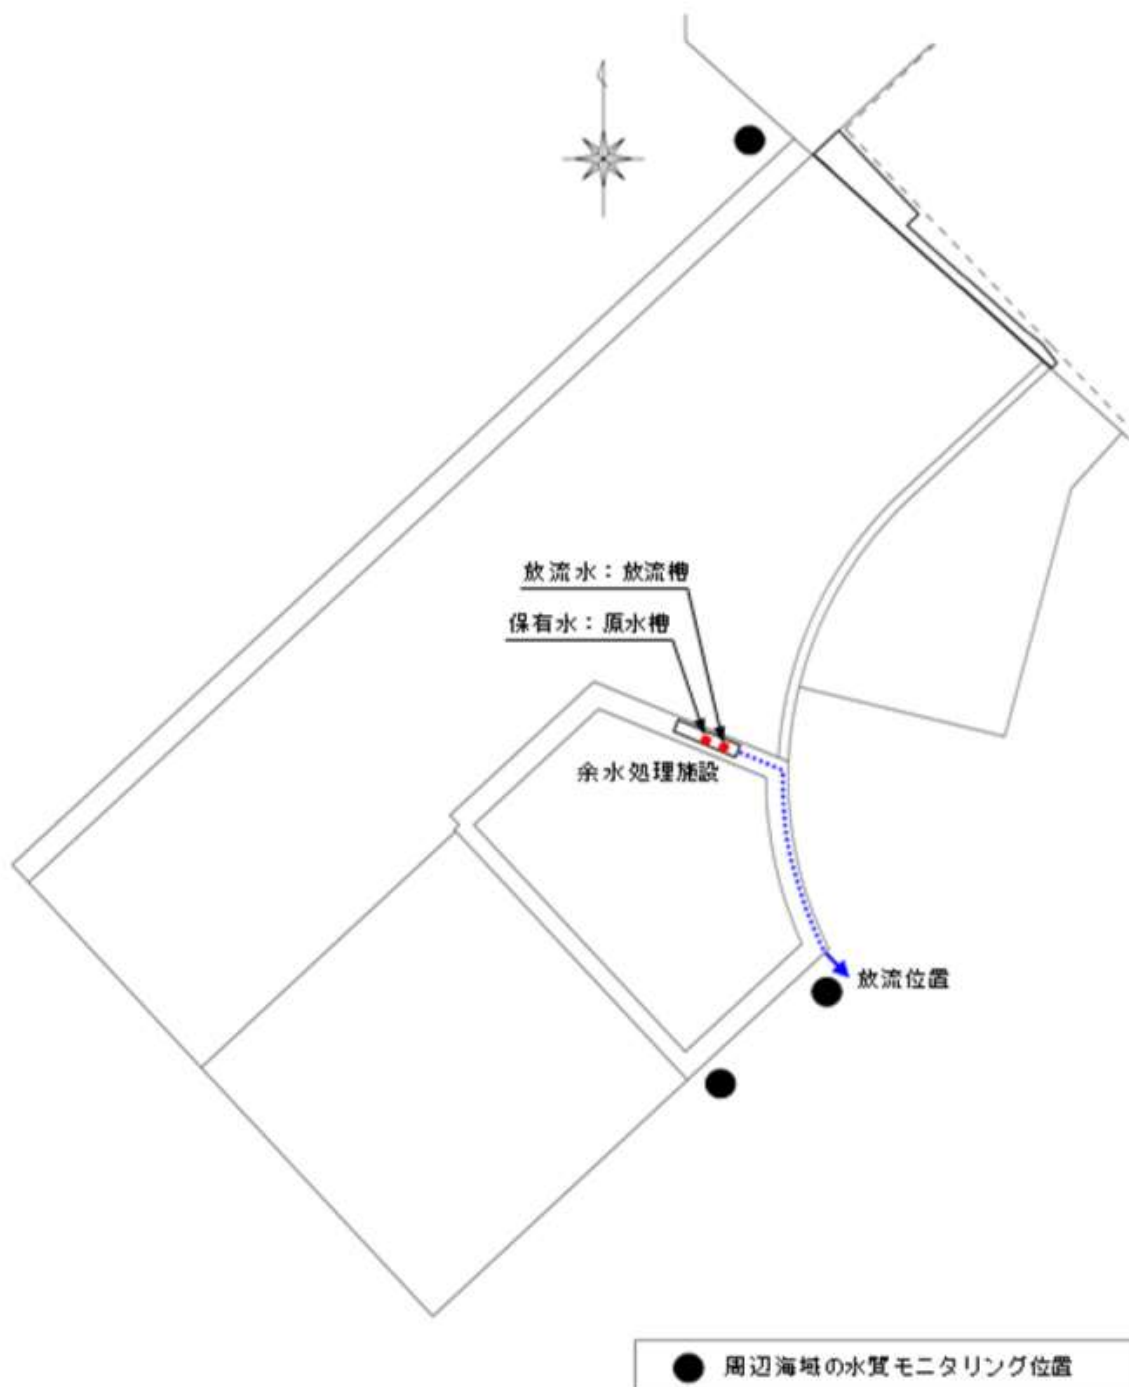 放流水：放流槽
保有水：原水槽
余水処理施設
放流位置
周辺海域の水質モニタリング位置